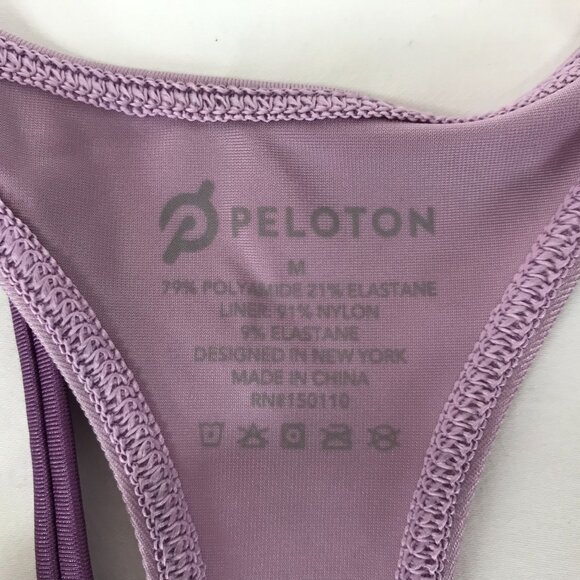 PELOTON
M
79% POLYAMIDE 21% ELASTANE
LINER: 91% NYLON
9% ELASTANE
DESIGNED IN NEW YORK
MADE IN CHINA
RN#150110